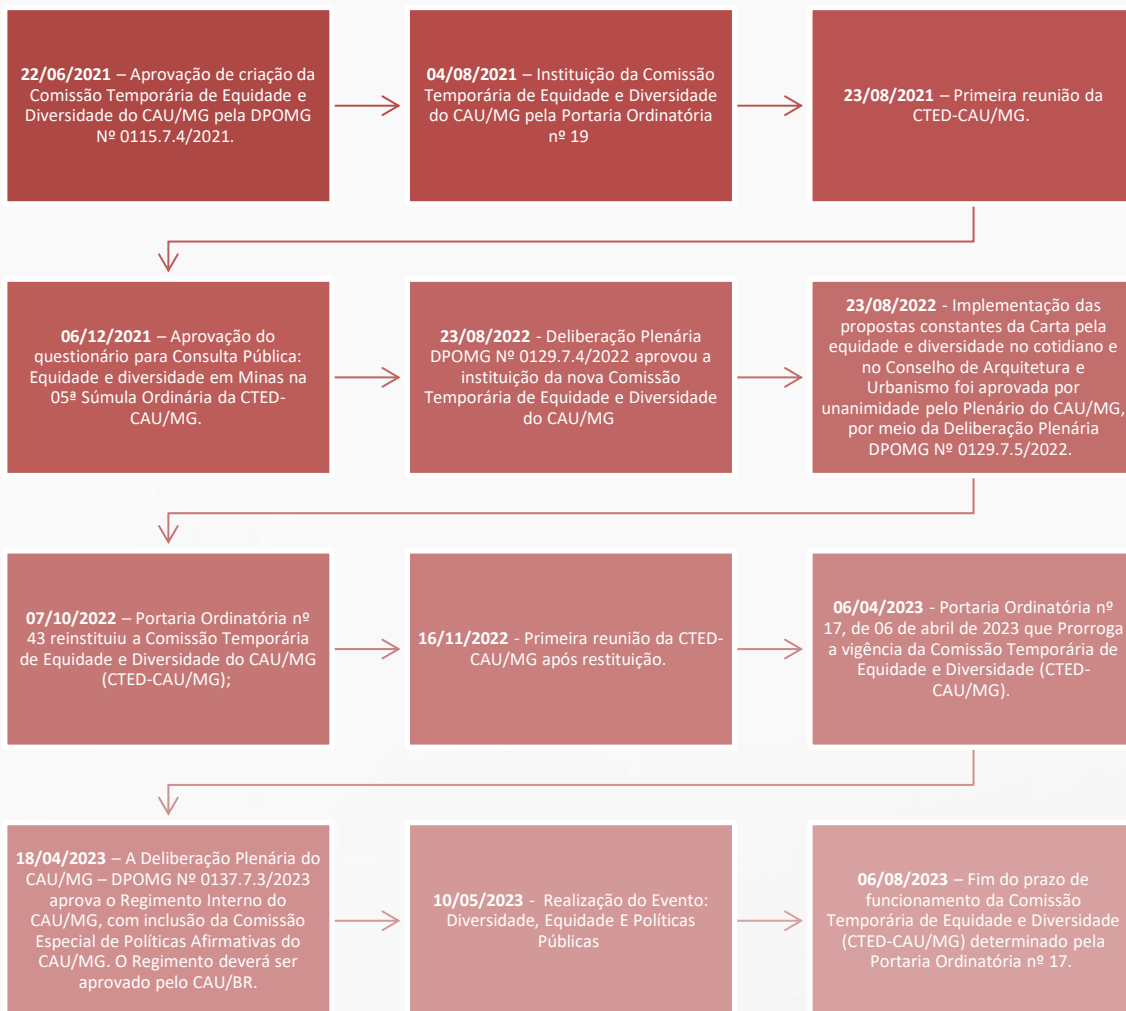 22/06/2021 – Aprovação de criação da
Comissão Temporária de Equidade e
Diversidade do CAU/MG pela DPOMG
Nº 0115.7.4/2021.
04/08/2021 – Instituição da Comissão
Temporária de Equidade e Diversidade
do CAU/MG pela Portaria Ordinatória
nº 19
23/08/2021 – Primeira reunião da
CTED-CAU/MG.
06/12/2021 – Aprovação do
questionário para Consulta Pública:
Equidade e diversidade em Minas na
05ª Súmula Ordinária da CTED-
CAU/MG.
23/08/2022 - Deliberação Plenária
DPOMG Nº 0129.7.4/2022 aprovou a
instituição da nova Comissão
Temporária de Equidade e Diversidade
do CAU/MG
23/08/2022 - Implementação das
propostas constantes da Carta pela
equidade e diversidade no cotidiano e
no Conselho de Arquitetura e
Urbanismo foi aprovada por
unanimidade pelo Plenário do CAU/MG,
por meio da Deliberação Plenária
DPOMG Nº 0129.7.5/2022.
07/10/2022 – Portaria Ordinatória nº
43 reinstituiu a Comissão Temporária
de Equidade e Diversidade do CAU/MG
(CTED-CAU/MG);
16/11/2022 - Primeira reunião da CTED-
CAU/MG após restituição.
06/04/2023 - Portaria Ordinatória nº
17, de 06 de abril de 2023 que Prorroga
a vigência da Comissão Temporária de
Equidade e Diversidade (CTED-
CAU/MG).
18/04/2023 – A Deliberação Plenária do
CAU/MG – DPOMG Nº 0137.7.3/2023
aprova o Regimento Interno do
CAU/MG, com inclusão da Comissão
Especial de Políticas Afirmativas do
CAU/MG. O Regimento deverá ser
aprovado pelo CAU/BR.
10/05/2023 - Realização do Evento:
Diversidade, Equidade E Políticas
Públicas
06/08/2023 – Fim do prazo de
funcionamento da Comissão
Temporária de Equidade e Diversidade
(CTED-CAU/MG) determinado pela
Portaria Ordinatória nº 17.